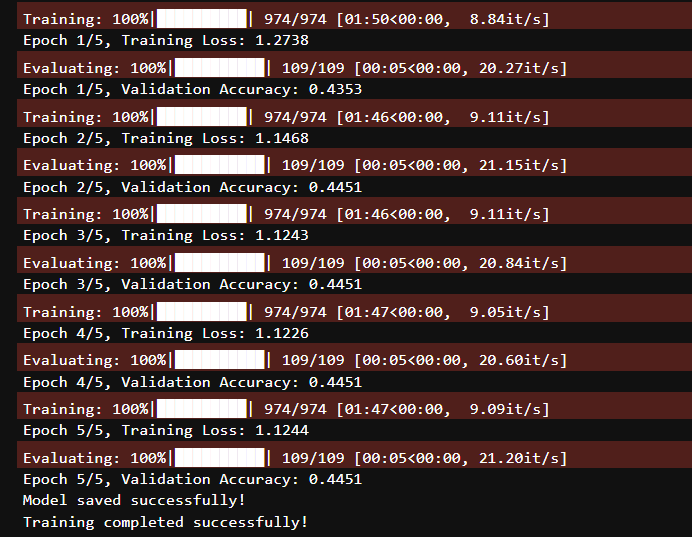 Training: 100%|██████████| 974/974 [01:50<00:00,  8.84it/s]
Epoch 1/5, Training Loss: 1.2738
Evaluating: 100%|██████████| 109/109 [00:05<00:00, 20.27it/s]
Epoch 1/5, Validation Accuracy: 0.4353
Training: 100%|██████████| 974/974 [01:46<00:00,  9.11it/s]
Epoch 2/5, Training Loss: 1.1468
Evaluating: 100%|██████████| 109/109 [00:05<00:00, 21.15it/s]
Epoch 2/5, Validation Accuracy: 0.4451
Training: 100%|██████████| 974/974 [01:46<00:00,  9.11it/s]
Epoch 3/5, Training Loss: 1.1243
Evaluating: 100%|██████████| 109/109 [00:05<00:00, 20.84it/s]
Epoch 3/5, Validation Accuracy: 0.4451
Training: 100%|██████████| 974/974 [01:47<00:00,  9.05it/s]
Epoch 4/5, Training Loss: 1.1226
Evaluating: 100%|██████████| 109/109 [00:05<00:00, 20.60it/s]
Epoch 4/5, Validation Accuracy: 0.4451
Training: 100%|██████████| 974/974 [01:47<00:00,  9.09it/s]
Epoch 5/5, Training Loss: 1.1244
Evaluating: 100%|██████████| 109/109 [00:05<00:00, 21.20it/s]
Epoch 5/5, Validation Accuracy: 0.4451
Model saved successfully!
Training completed successfully!